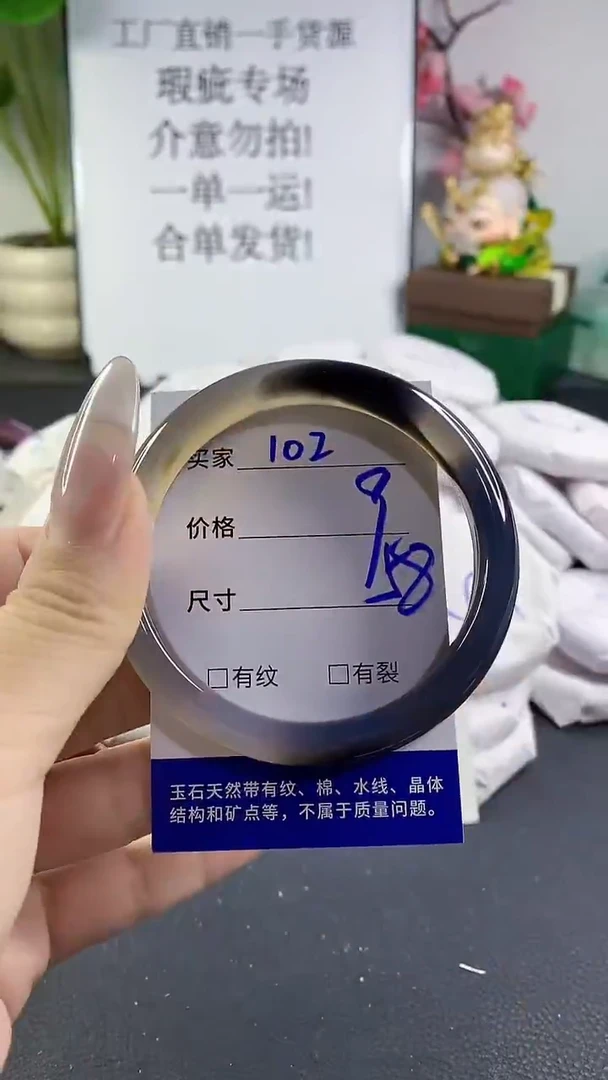 工厂直销一手货源
瑕疵专场
介意勿拍!
一单一运!
合单发货!
买家 102
价格 9
尺寸 58
□有纹 □有裂
玉石天然带有纹、棉、水线、晶体
结构和矿点等，不属于质量问题。